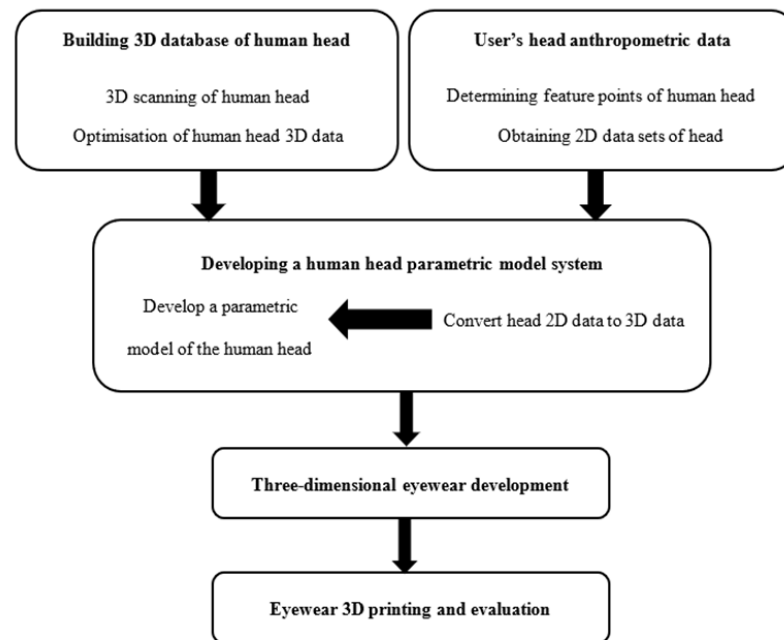 Building 3D database of human head
3D scanning of human head
Optimisation of human head 3D data
User's head anthropometric data
Determining feature points of human head
Obtaining 2D data sets of head
Developing a human head parametric model system
Develop a parametric
model of the human head
Convert head 2D data to 3D data
Three-dimensional eyewear development
Eyewear 3D printing and evaluation